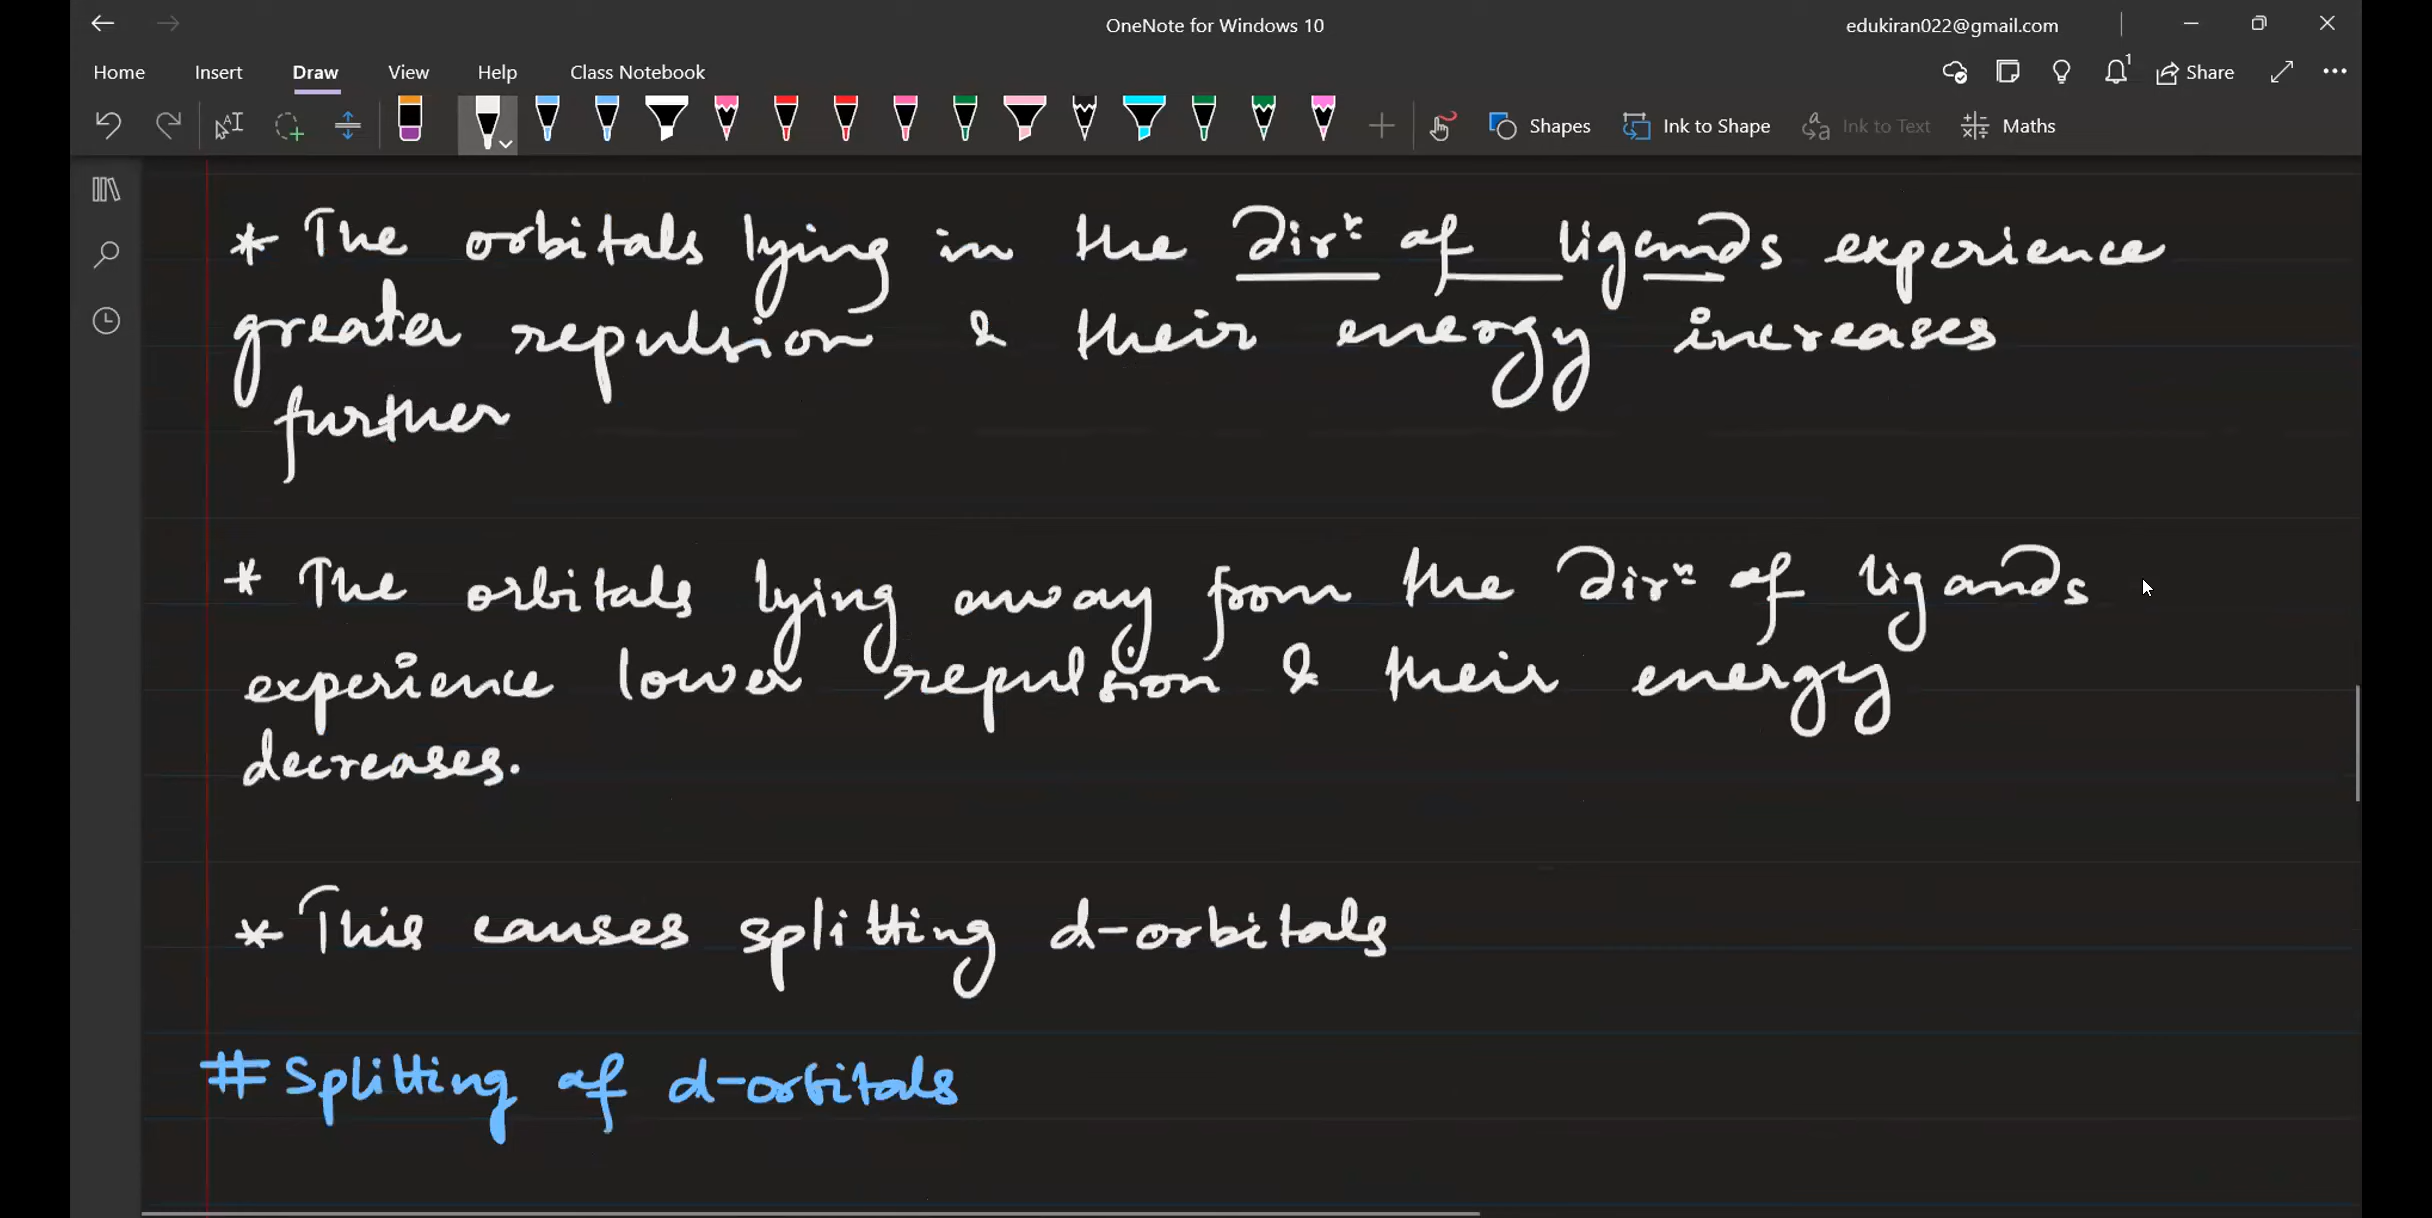 OneNote for Windows 10
edukiran022@gmail.com
Home Insert Draw View Help Class Notebook
Share
Shapes Ink to Shape Ink to Text Maths
* The orbitals lying in the dirⁿ of ligands experience
greater repulsion & their energy increases
further
* The orbitals lying away from the dirⁿ of ligands
experience lower repulsion & their energy
decreases.
* This causes splitting d-orbitals
# Splitting of d-orbitals